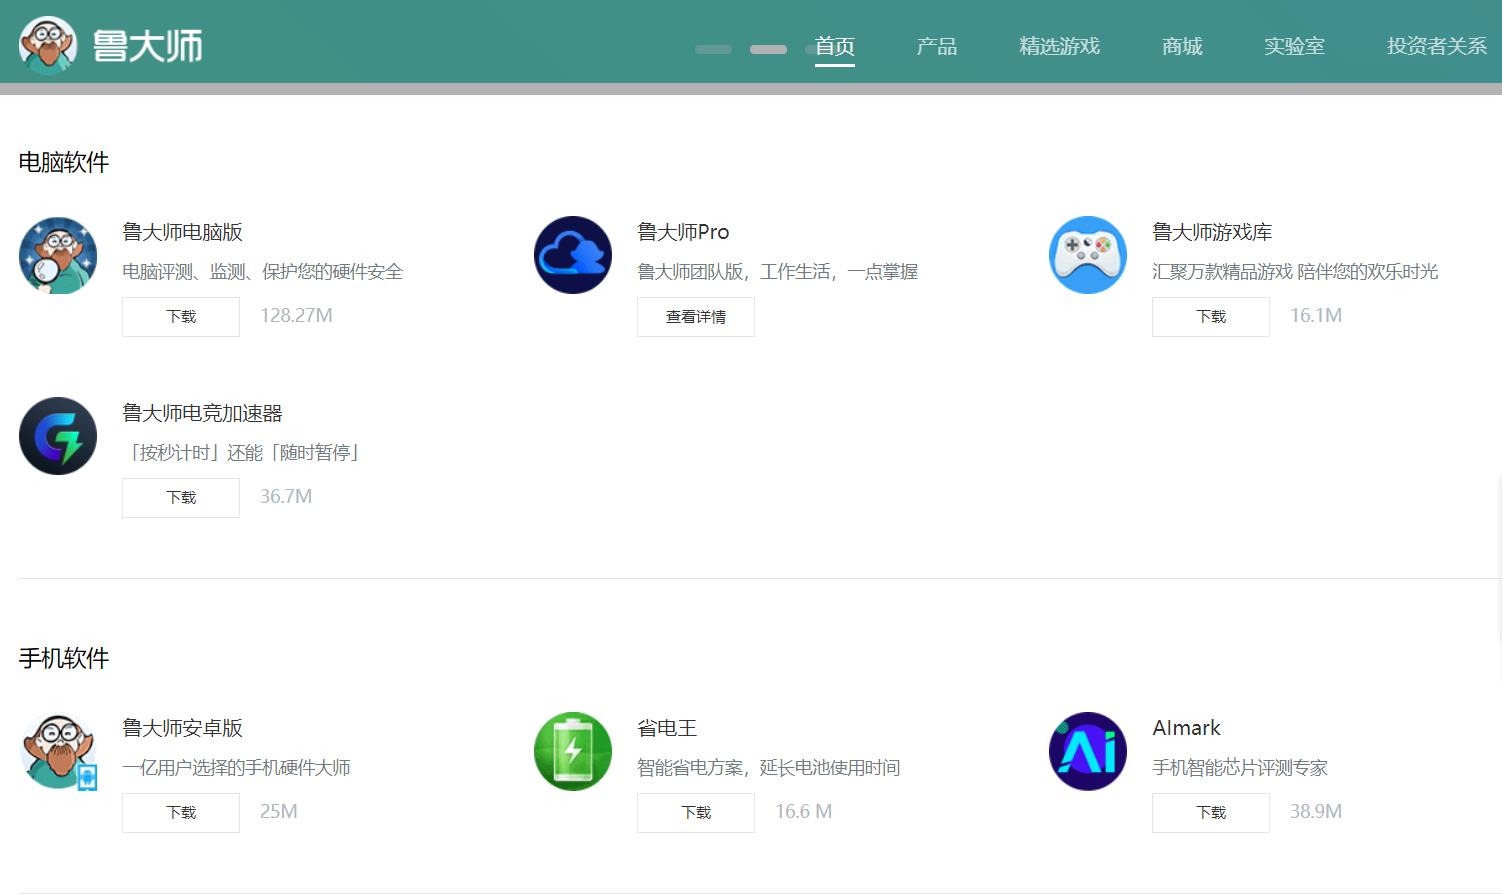 鲁大师
首页 产品 精选游戏 商城 实验室 投资者关系
电脑软件
鲁大师电脑版
电脑评测、监测、保护您的硬件安全
下载 128.27M
鲁大师Pro
鲁大师团队版，工作生活，一点掌握
查看详情
鲁大师游戏库
汇聚万款精品游戏 陪伴您的欢乐时光
下载 16.1M
鲁大师电竞加速器
「按秒计时」还能「随时暂停」
下载 36.7M
手机软件
鲁大师安卓版
一亿用户选择的手机硬件大师
下载 25M
省电王
智能省电方案，延长电池使用时间
下载 16.6 M
Ai
AImark
手机智能芯片评测专家
下载 38.9M